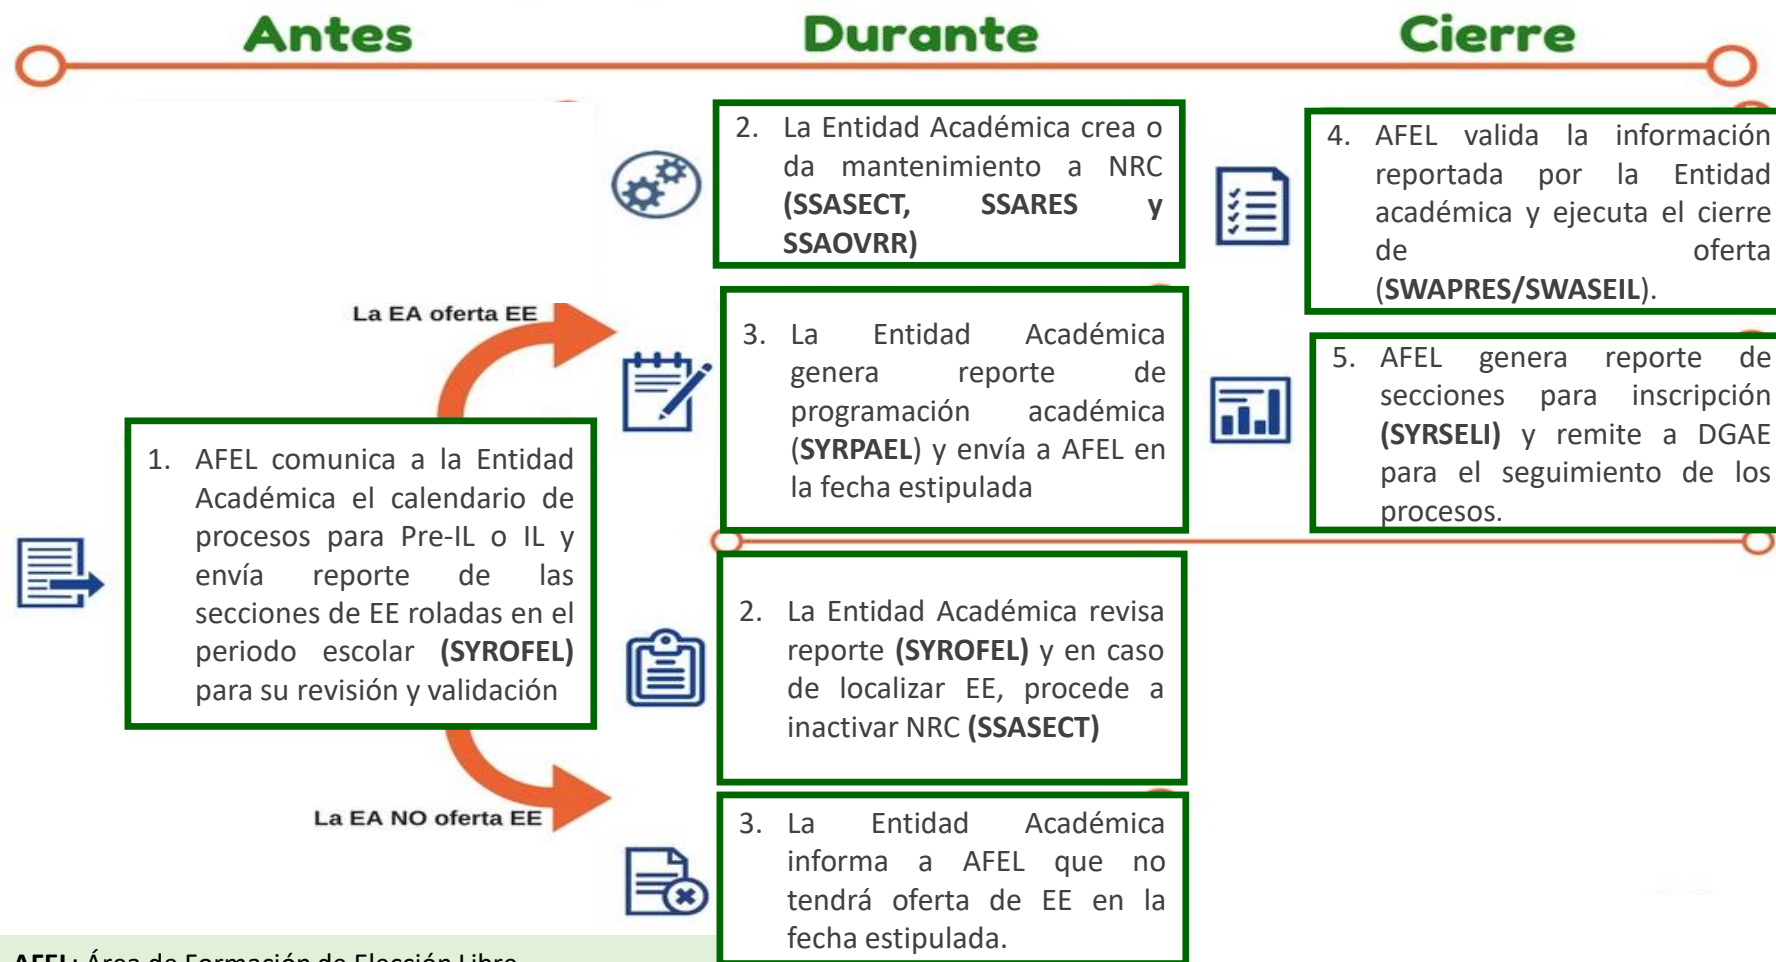 Antes
Durante
Cierre
La EA oferta EE
1. AFEL comunica a la Entidad
Académica el calendario de
procesos para Pre-IL o IL y
envía reporte de las
secciones de EE roladas en el
periodo escolar (SYROFEL)
para su revisión y validación
La EA NO oferta EE
2. La Entidad Académica crea o
da mantenimiento a NRC
(SSASECT, SSARES y
SSAOVRR)
3. La Entidad Académica
genera reporte de
programación académica
(SYRPAEL) y envía a AFEL en
la fecha estipulada
2. La Entidad Académica revisa
reporte (SYROFEL) y en caso
de localizar EE, procede a
inactivar NRC (SSASECT)
3. La Entidad Académica
informa a AFEL que no
tendrá oferta de EE en la
fecha estipulada.
4. AFEL valida la información
reportada por la Entidad
académica y ejecuta el cierre
de oferta
(SWAPRES/SWASEIL).
5. AFEL genera reporte de
secciones para inscripción
(SYRSELI) y remite a DGAE
para el seguimiento de los
procesos.
AFEL: Área de Formación de Elección Libre